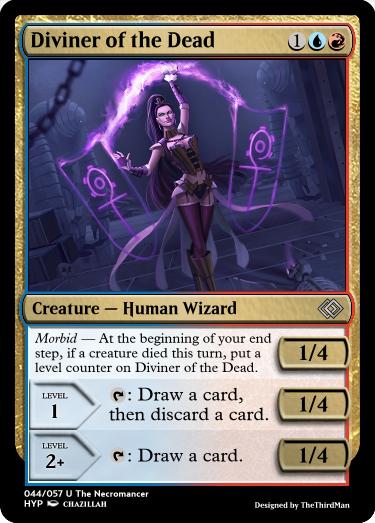 Diviner of the Dead 1
Creature — Human Wizard
Morbid — At the beginning of your end
step, if a creature died this turn, put a
level counter on Diviner of the Dead.
1/4
LEVEL
1
: Draw a card,
then discard a card.
1/4
LEVEL
2+
: Draw a card.
1/4
044/057 U The Necromancer
HYP CHAZILLAH
Designed by TheThirdMan